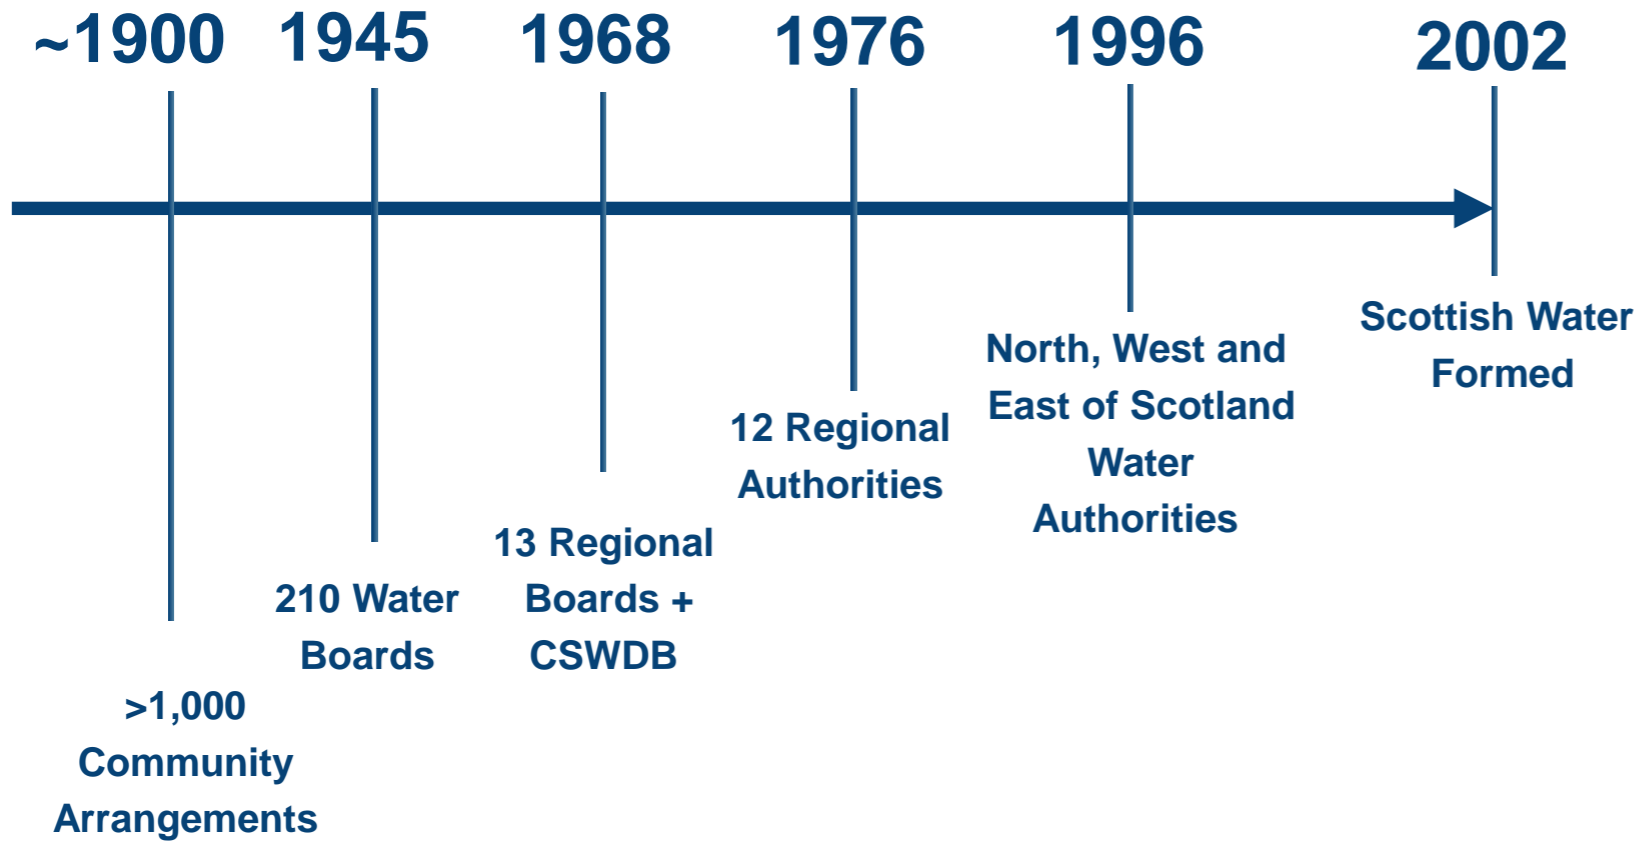 ~1900
1945
1968
1976
1996
2002
>1,000
Community
Arrangements
210 Water
Boards
13 Regional
Boards +
CSWDB
12 Regional
Authorities
North, West and
East of Scotland
Water
Authorities
Scottish Water
Formed